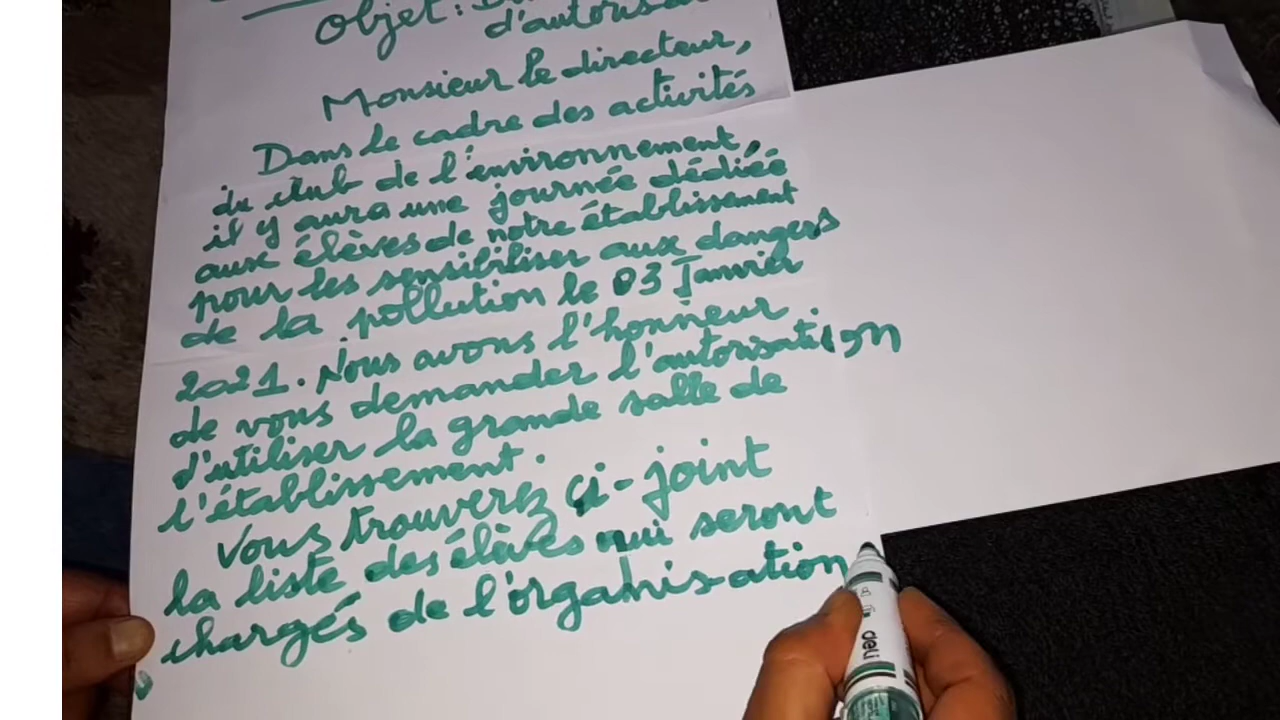 Objet :
d'autorisa
Monsieur le directeur,
Dans le cadre des activités
du club de l'environnement,
il y aura une journée dédiée
aux élèves de notre établissement
pour les sensibiliser aux dangers
de la pollution le 03 Janvier
2021. Nous avons l'honneur
de vous demander l'autorisation
d'utiliser la grande salle de
l'établissement.
Vous trouverez ci-joint
la liste des élèves qui seront
chargés de l'organisation
deli